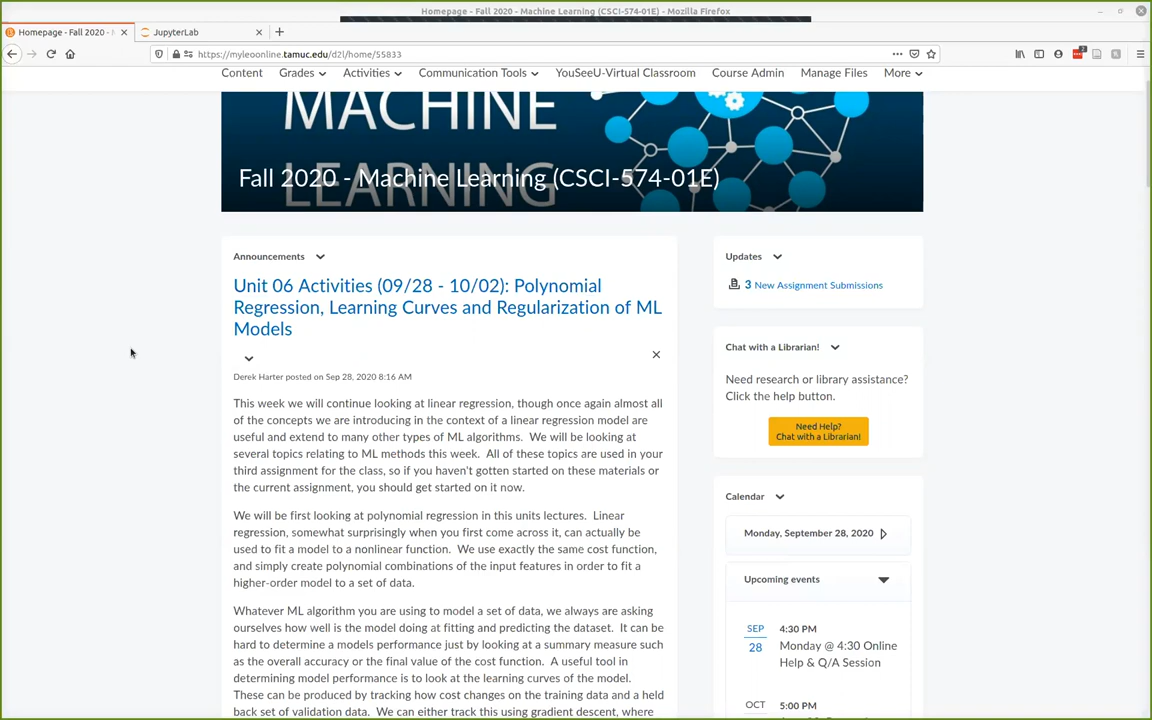 Homepage - Fall 2020 - Machine Learning (CSCI-574-01E) - Mozilla Firefox
Homepage - Fall 2020 -
JupyterLab
https://myleoonline.tamuc.edu/d2l/home/55833
Content Grades Activities Communication Tools YouSeeU-Virtual Classroom Course Admin Manage Files More
MACHINE
LEARNING
Fall 2020 - Machine Learning (CSCI-574-01E)
Announcements
Unit 06 Activities (09/28 - 10/02): Polynomial
Regression, Learning Curves and Regularization of ML
Models
Derek Harter posted on Sep 28, 2020 8:16 AM
This week we will continue looking at linear regression, though once again almost all
of the concepts we are introducing in the context of a linear regression model are
useful and extend to many other types of ML algorithms. We will be looking at
several topics relating to ML methods this week. All of these topics are used in your
third assignment for the class, so if you haven't gotten started on these materials or
the current assignment, you should get started on it now.
We will be first looking at polynomial regression in this units lectures. Linear
regression, somewhat surprisingly when you first come across it, can actually be
used to fit a model to a nonlinear function. We use exactly the same cost function,
and simply create polynomial combinations of the input features in order to fit a
higher-order model to a set of data.
Whatever ML algorithm you are using to model a set of data, we always are asking
ourselves how well is the model doing at fitting and predicting the dataset. It can be
hard to determine a models performance just by looking at a summary measure such
as the overall accuracy or the final value of the cost function. A useful tool in
determining model performance is to look at the learning curves of the model.
These can be produced by tracking how cost changes on the training data and a held
back set of validation data. We can either track this using gradient descent, where
Updates
3 New Assignment Submissions
Chat with a Librarian!
Need research or library assistance?
Click the help button.
Need Help?
Chat with a Librarian!
Calendar
Monday, September 28, 2020
Upcoming events
SEP
28
4:30 PM
Monday @ 4:30 Online
Help & Q/A Session
OCT
5:00 PM